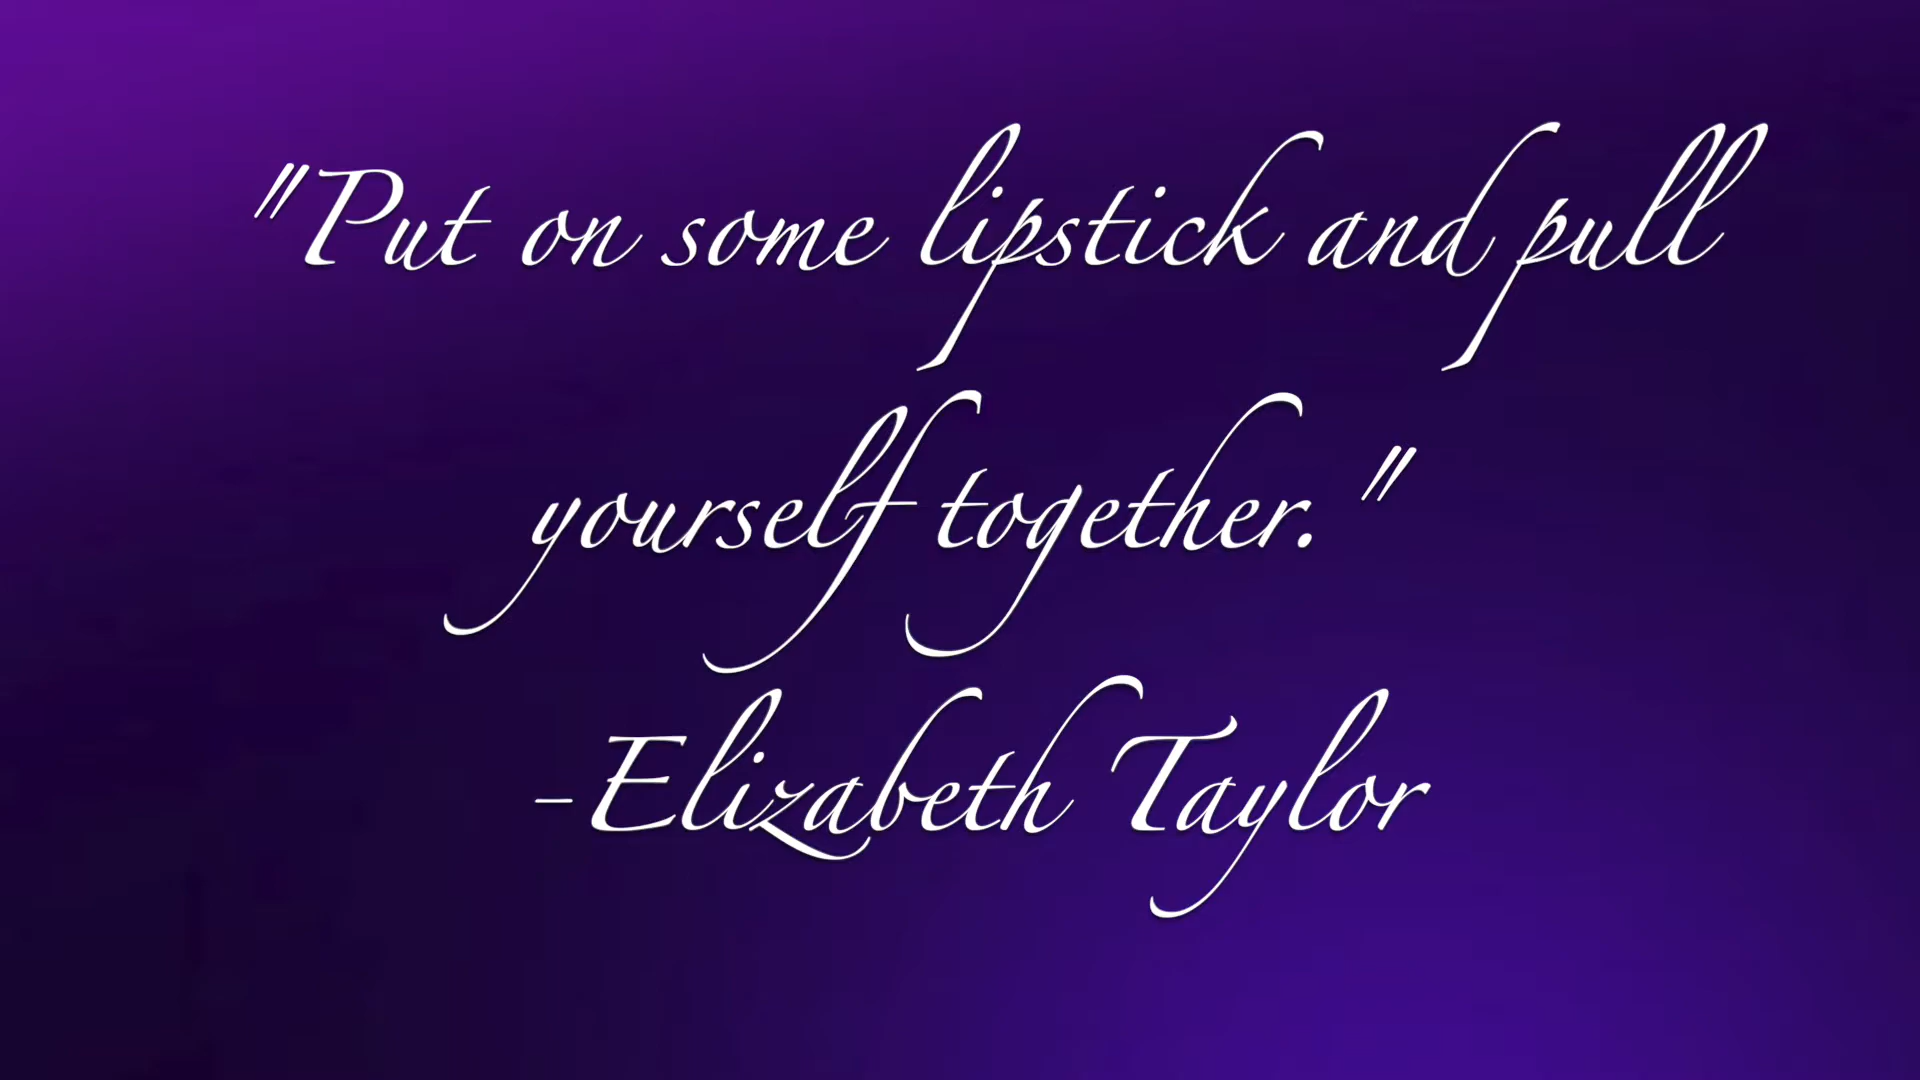 "Put on some lipstick and pull
yourself together."
-Elizabeth Taylor